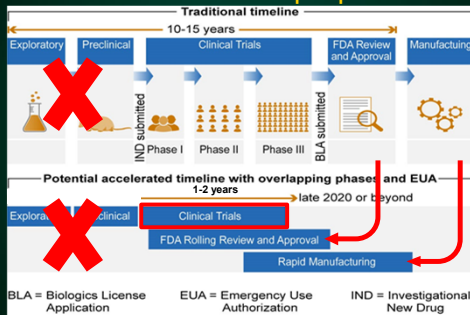 Traditional timeline
10-15 years
Exploratory
Preclinical
Clinical Trials
FDA Review
and Approval
Manufacturing
IND submitted
Phase I
Phase II
Phase III
BLA submitted
Potential accelerated timeline with overlapping phases and EUA
1-2 years
late 2020 or beyond
Clinical Trials
FDA Rolling Review and Approval
Rapid Manufacturing
BLA = Biologics License
Application
EUA = Emergency Use
Authorization
IND = Investigational
New Drug